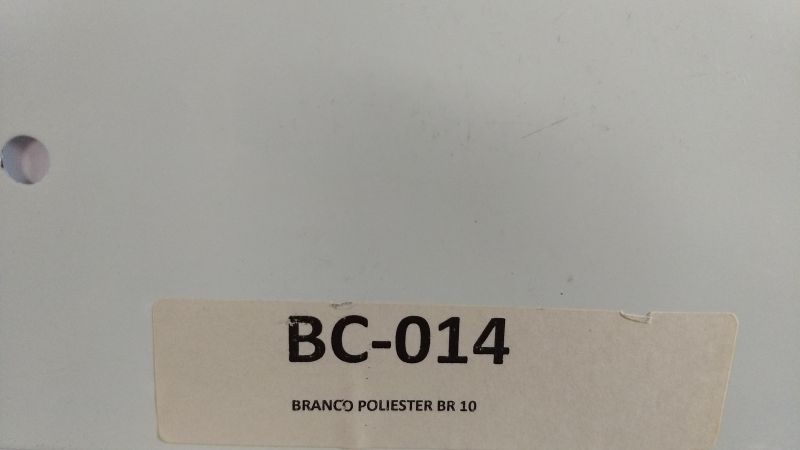 BC-014
BRANCO POLIESTER BR 10